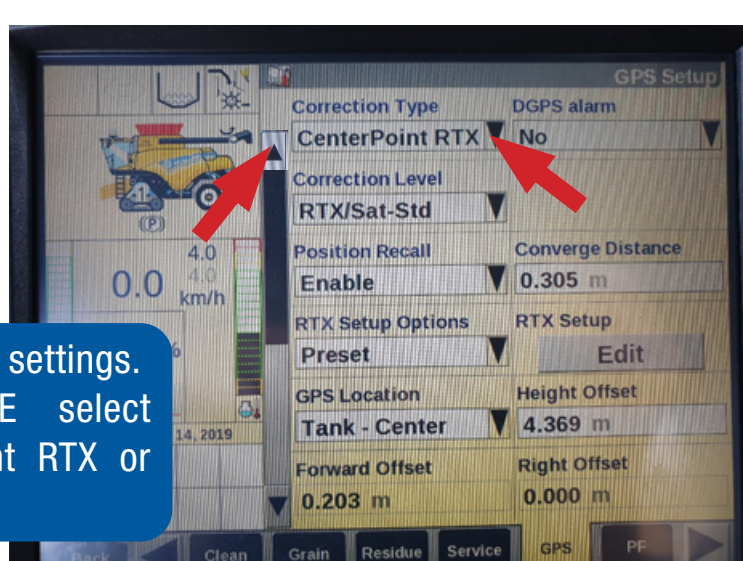 GPS Setup
Correction Type
DGPS alarm
CenterPoint RTX
No
Correction Level
RTX/Sat-Std
Position Recall
Converge Distance
Enable
0.305 m
RTX Setup Options
RTX Setup
Preset
Edit
GPS Location
Height Offset
Tank - Center
4.369 m
Forward Offset
Right Offset
0.203 m
0.000 m
1
(P)
4.0
0.0
4.0
km/h
14, 2019
settings.
select
RTX or
Back
Clean
Grain
Residue
Service
GPS
PF